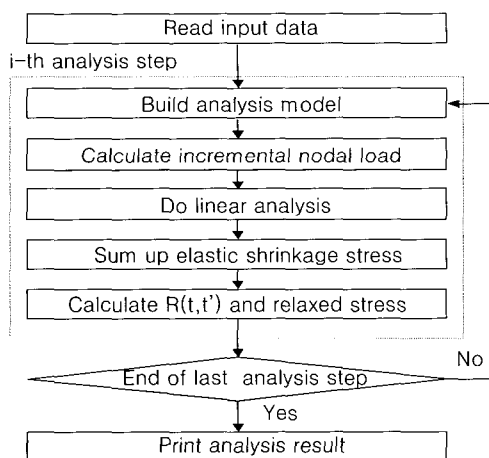 Read input data
i-th analysis step
Build analysis model
Calculate incremental nodal load
Do linear analysis
Sum up elastic shrinkage stress
Calculate R(t,t') and relaxed stress
End of last analysis step
No
Yes
Print analysis result